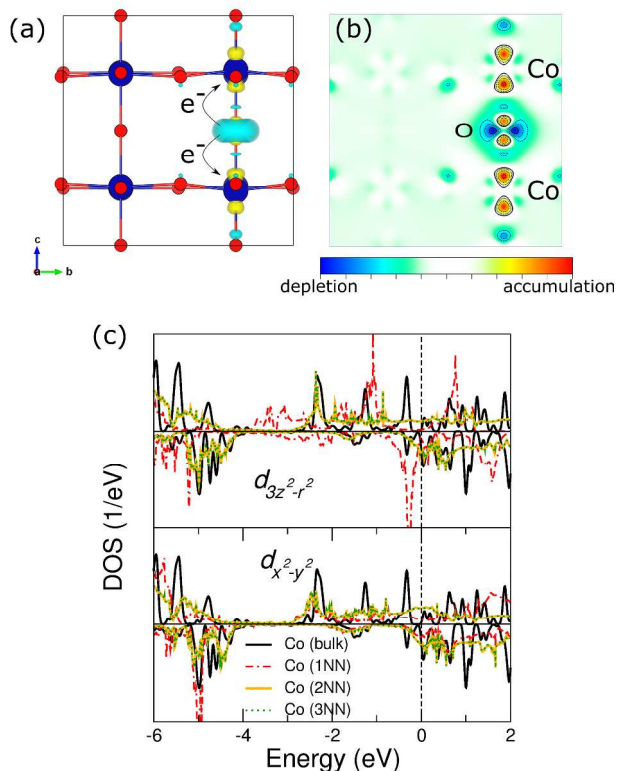 (a)
e⁻
e⁻
c
a b
(b)
Co
O
Co
depletion accumulation
(c)
DOS (1/eV)
d3z²-r²
dx²-y²
Co (bulk)
Co (1NN)
Co (2NN)
Co (3NN)
-6 -4 -2 0 2
Energy (eV)